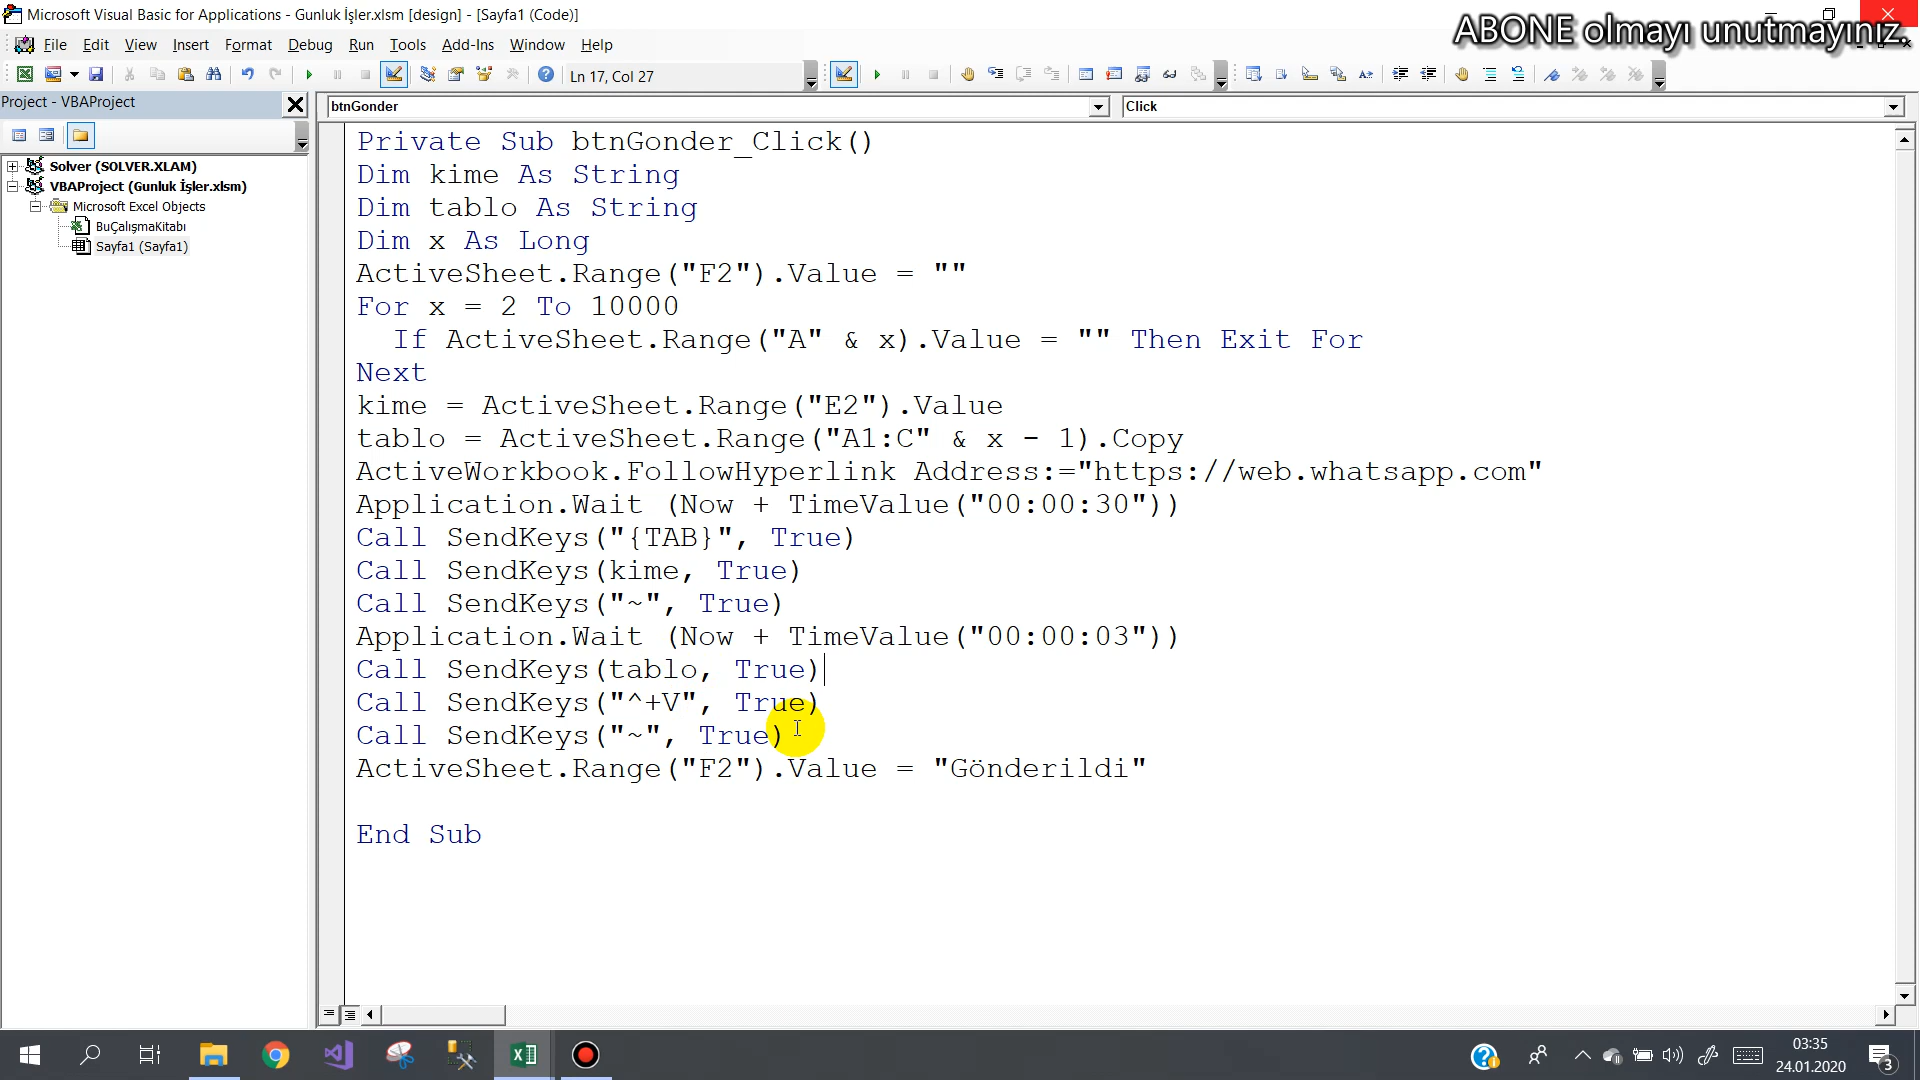 Microsoft Visual Basic for Applications - Gunluk İşler.xlsm [design] - [Sayfa1 (Code)]
ABONE olmayı unutmayınız.
File Edit View Insert Format Debug Run Tools Add-Ins Window Help
Ln 17, Col 27
Project - VBAProject
btnGonder
Click
Solver (SOLVER.XLAM)
VBAProject (Gunluk İşler.xlsm)
Microsoft Excel Objects
BuÇalışmaKitabı
Sayfa1 (Sayfa1)
Private Sub btnGonder_Click()
Dim kime As String
Dim tablo As String
Dim x As Long
ActiveSheet.Range("F2").Value = ""
For x = 2 To 10000
If ActiveSheet.Range("A" & x).Value = "" Then Exit For
Next
kime = ActiveSheet.Range("E2").Value
tablo = ActiveSheet.Range("A1:C" & x - 1).Copy
ActiveWorkbook.FollowHyperlink Address:="https://web.whatsapp.com"
Application.Wait (Now + TimeValue("00:00:30"))
Call SendKeys("{TAB}", True)
Call SendKeys(kime, True)
Call SendKeys("~", True)
Application.Wait (Now + TimeValue("00:00:03"))
Call SendKeys(tablo, True)
Call SendKeys("^+V", True)
Call SendKeys("~", True)
ActiveSheet.Range("F2").Value = "Gönderildi"
End Sub
03:35
24.01.2020
3